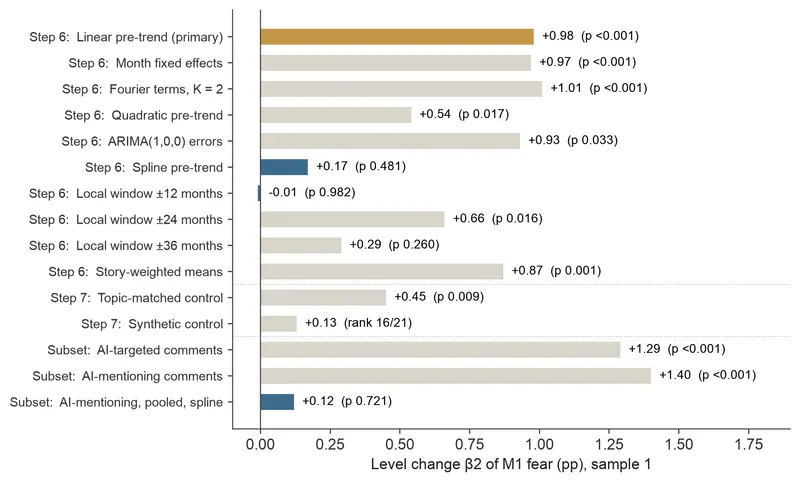 Step 6:  Linear pre-trend (primary) +0.98 (p <0.001)
Step 6:  Month fixed effects +0.97 (p <0.001)
Step 6:  Fourier terms, K = 2 +1.01 (p <0.001)
Step 6:  Quadratic pre-trend +0.54 (p 0.017)
Step 6:  ARIMA(1,0,0) errors +0.93 (p 0.033)
Step 6:  Spline pre-trend +0.17 (p 0.481)
Step 6:  Local window ±12 months -0.01 (p 0.982)
Step 6:  Local window ±24 months +0.66 (p 0.016)
Step 6:  Local window ±36 months +0.29 (p 0.260)
Step 6:  Story-weighted means +0.87 (p 0.001)
Step 7:  Topic-matched control +0.45 (p 0.009)
Step 7:  Synthetic control +0.13 (rank 16/21)
Subset:  AI-targeted comments +1.29 (p <0.001)
Subset:  AI-mentioning comments +1.40 (p <0.001)
Subset:  AI-mentioning, pooled, spline +0.12 (p 0.721)
0.00 0.25 0.50 0.75 1.00 1.25 1.50 1.75
Level change β2 of M1 fear (pp), sample 1